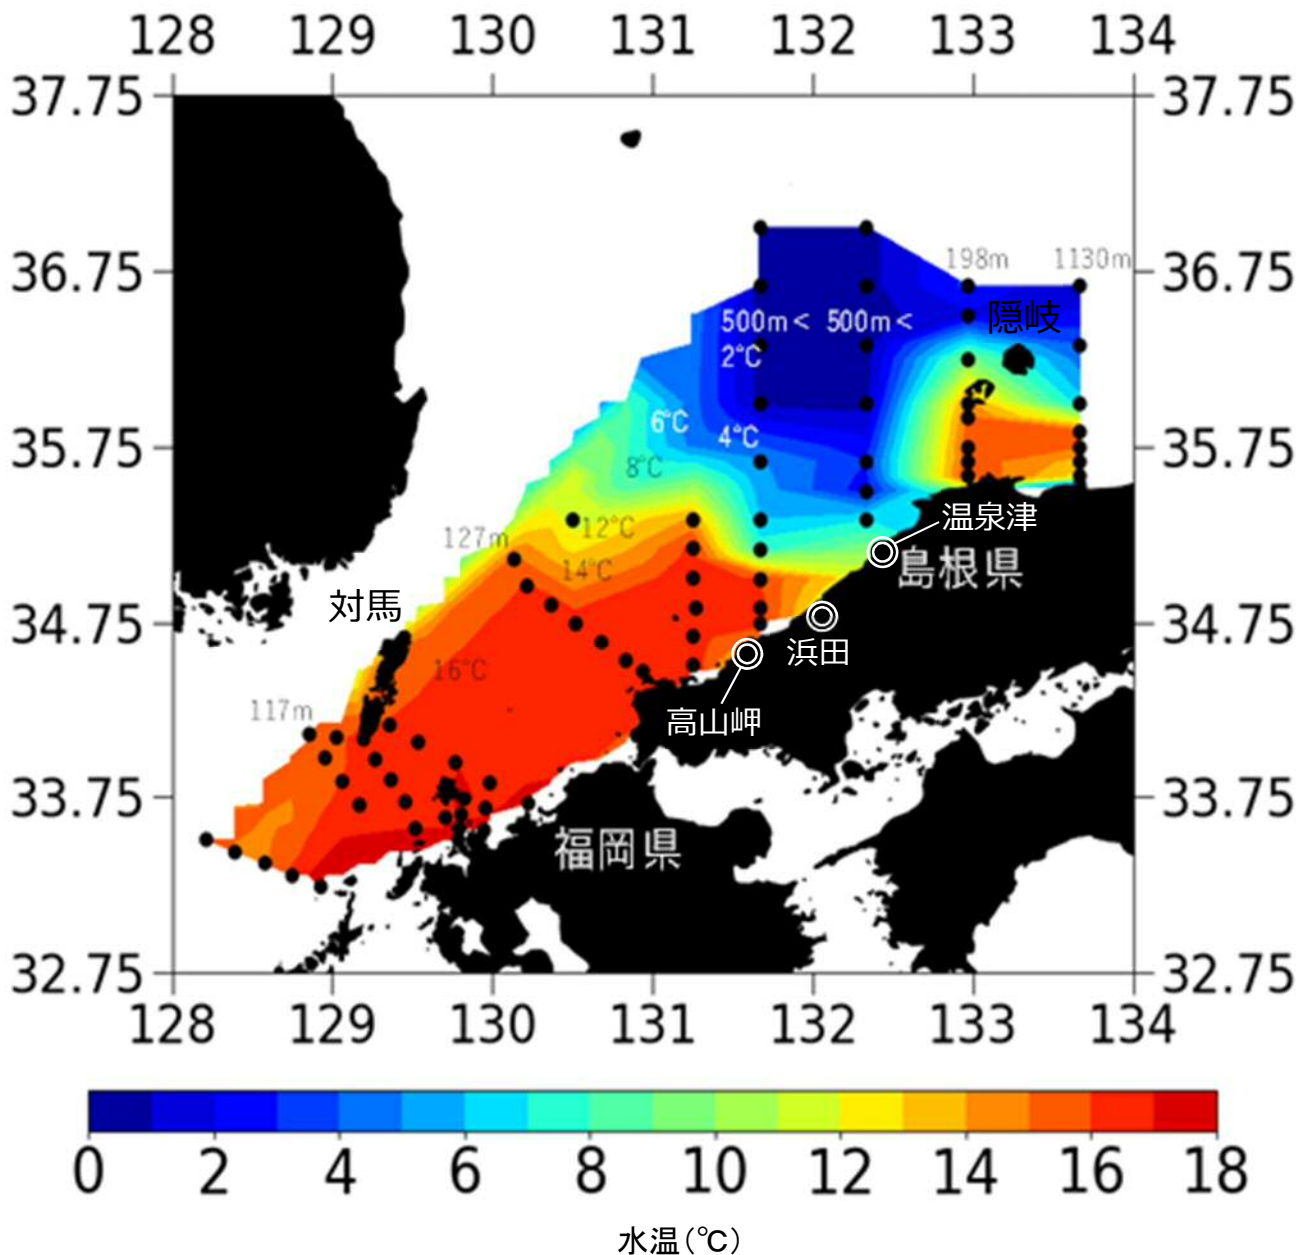 128 129 130 131 132 133 134
37.75 37.75
36.75 198m 1130m 36.75
隠岐
500m< 500m<
2℃
6℃ 4℃
35.75 35.75
8℃
温泉津
12℃
127m
島根県
14℃
対馬
34.75 34.75
浜田
16℃
117m 高山岬
33.75 33.75
福岡県
32.75 32.75
128 129 130 131 132 133 134
0 2 4 6 8 10 12 14 16 18
水温(℃)